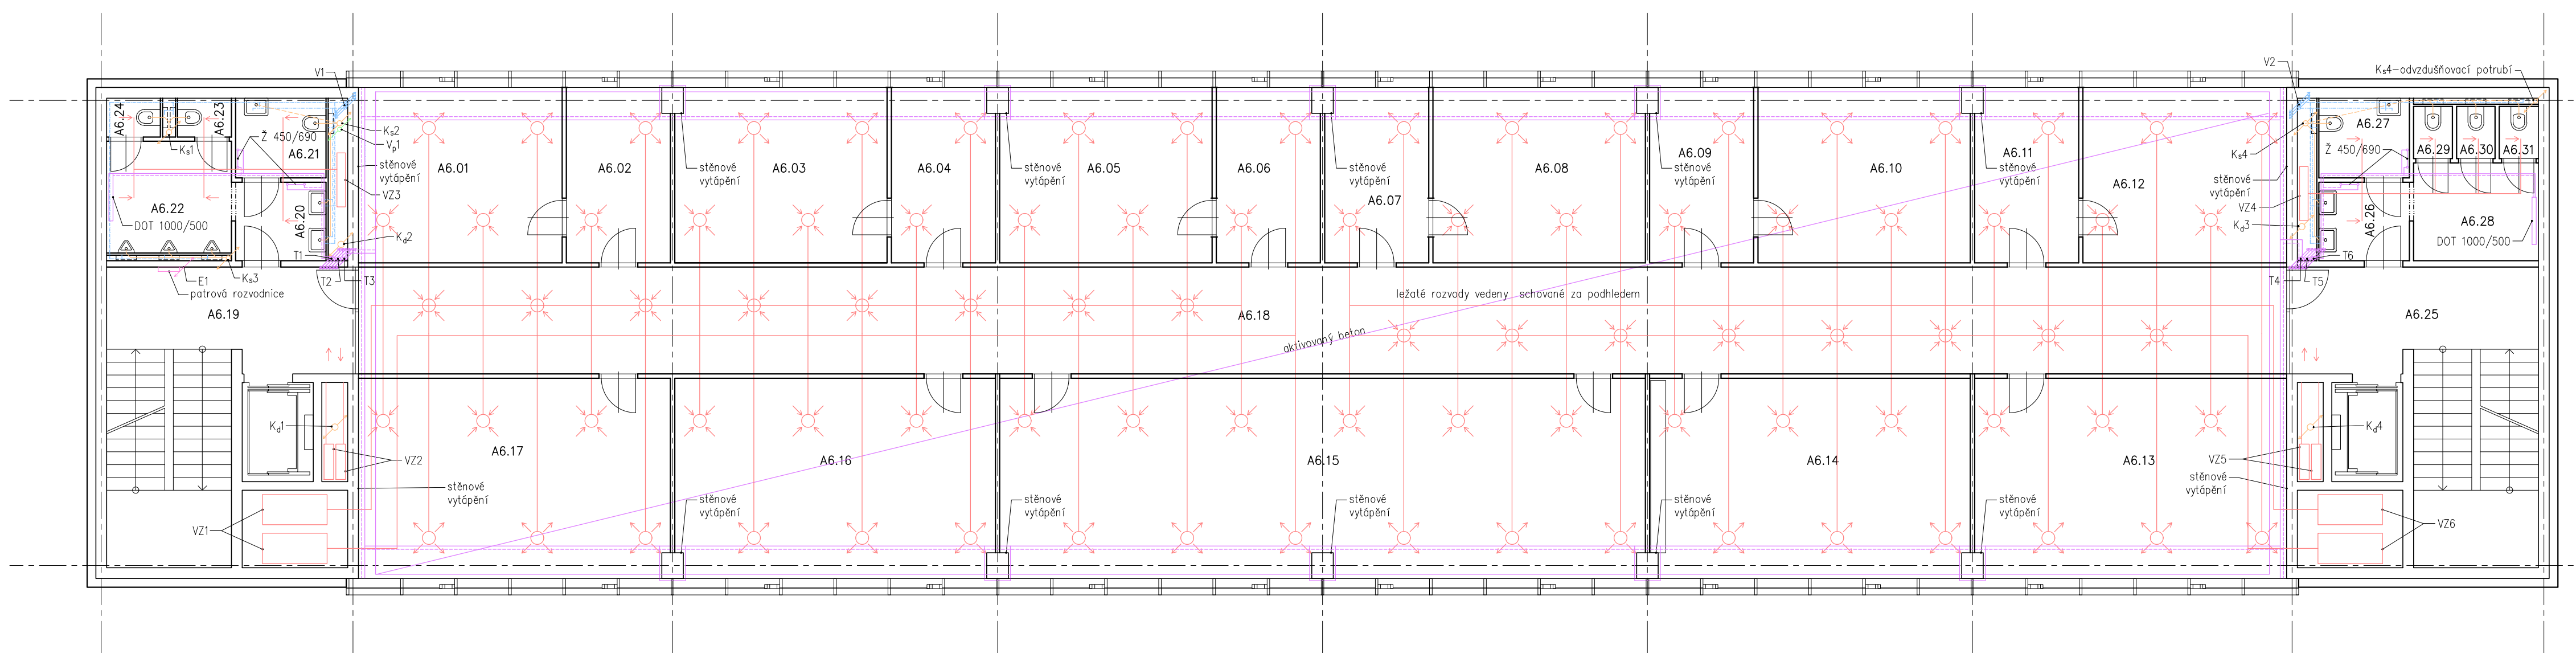 V1
V2
Ks4-odvzdušňovací potrubí
A6.24
A6.23
Ž 450/690
Ks1
A6.21
Ks2
Vp1
stěnové
vytápění
VZ3
A6.22
DOT 1000/500
A6.20
Kd2
T1
T2
T3
Ks3
E1
patrová rozvodnice
A6.19
A6.01
A6.02
stěnové
vytápění
A6.03
A6.04
stěnové
vytápění
A6.05
A6.06
stěnové
vytápění
A6.07
A6.08
A6.09
stěnové
vytápění
A6.10
A6.11
stěnové
vytápění
A6.12
A6.27
Ks4
Ž 450/690
stěnové
vytápění
VZ4
Kd3
A6.29
A6.30
A6.31
A6.26
A6.28
DOT 1000/500
T6
T4
T5
A6.25
ležaté rozvody vedeny schované za podhledem
A6.18
aktivovaný beton
Kd1
VZ2
VZ1
stěnové
vytápění
A6.17
stěnové
vytápění
A6.16
stěnové
vytápění
A6.15
stěnové
vytápění
stěnové
vytápění
A6.14
stěnové
vytápění
A6.13
Kd4
VZ5
stěnové
vytápění
VZ6